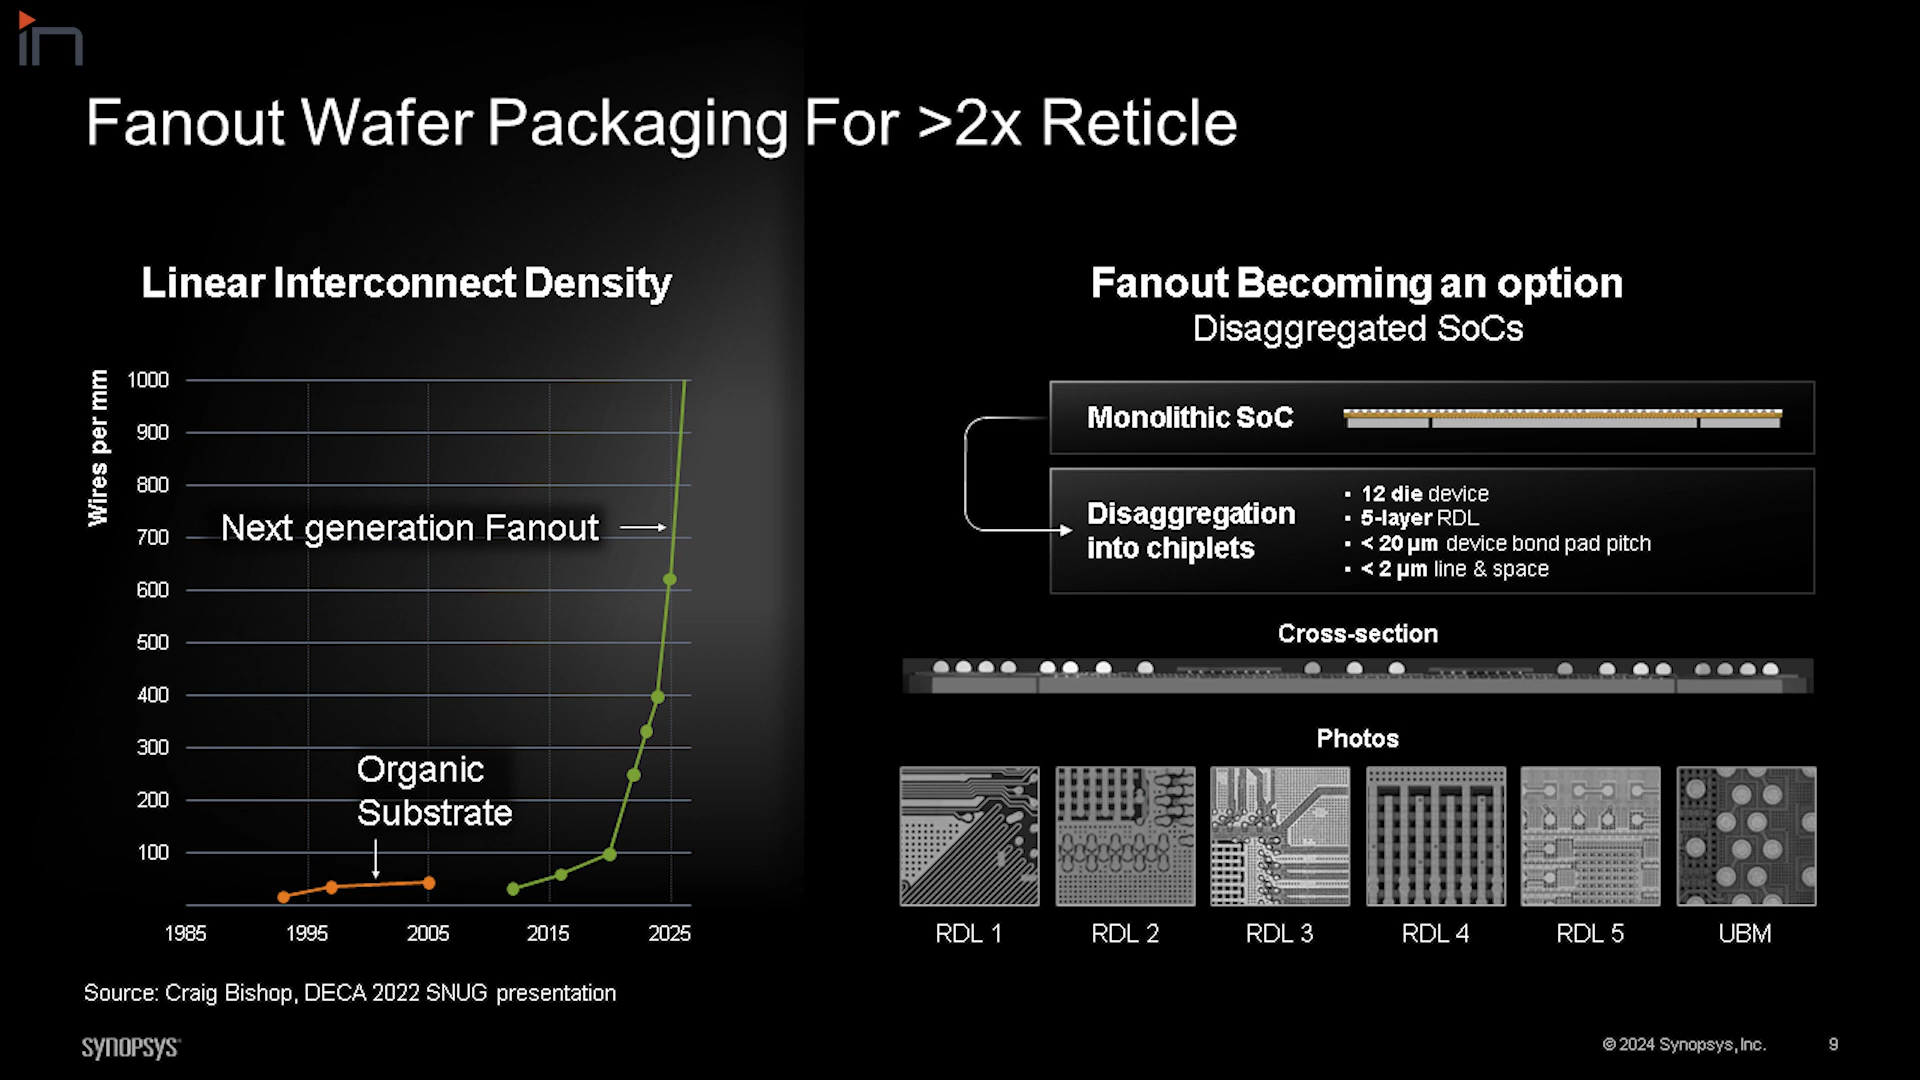 in
Fanout Wafer Packaging For >2x Reticle
Linear Interconnect Density
Wires per mm
1000
900
800
700
600
500
400
300
200
100
Next generation Fanout
Organic
Substrate
1985 1995 2005 2015 2025
Source: Craig Bishop, DECA 2022 SNUG presentation
Fanout Becoming an option
Disaggregated SoCs
Monolithic SoC
Disaggregation
into chiplets
▪ 12 die device
▪ 5-layer RDL
▪ < 20 µm device bond pad pitch
▪ < 2 µm line & space
Cross-section
Photos
RDL 1 RDL 2 RDL 3 RDL 4 RDL 5 UBM
SYNOPSYS
© 2024 Synopsys, Inc. 9